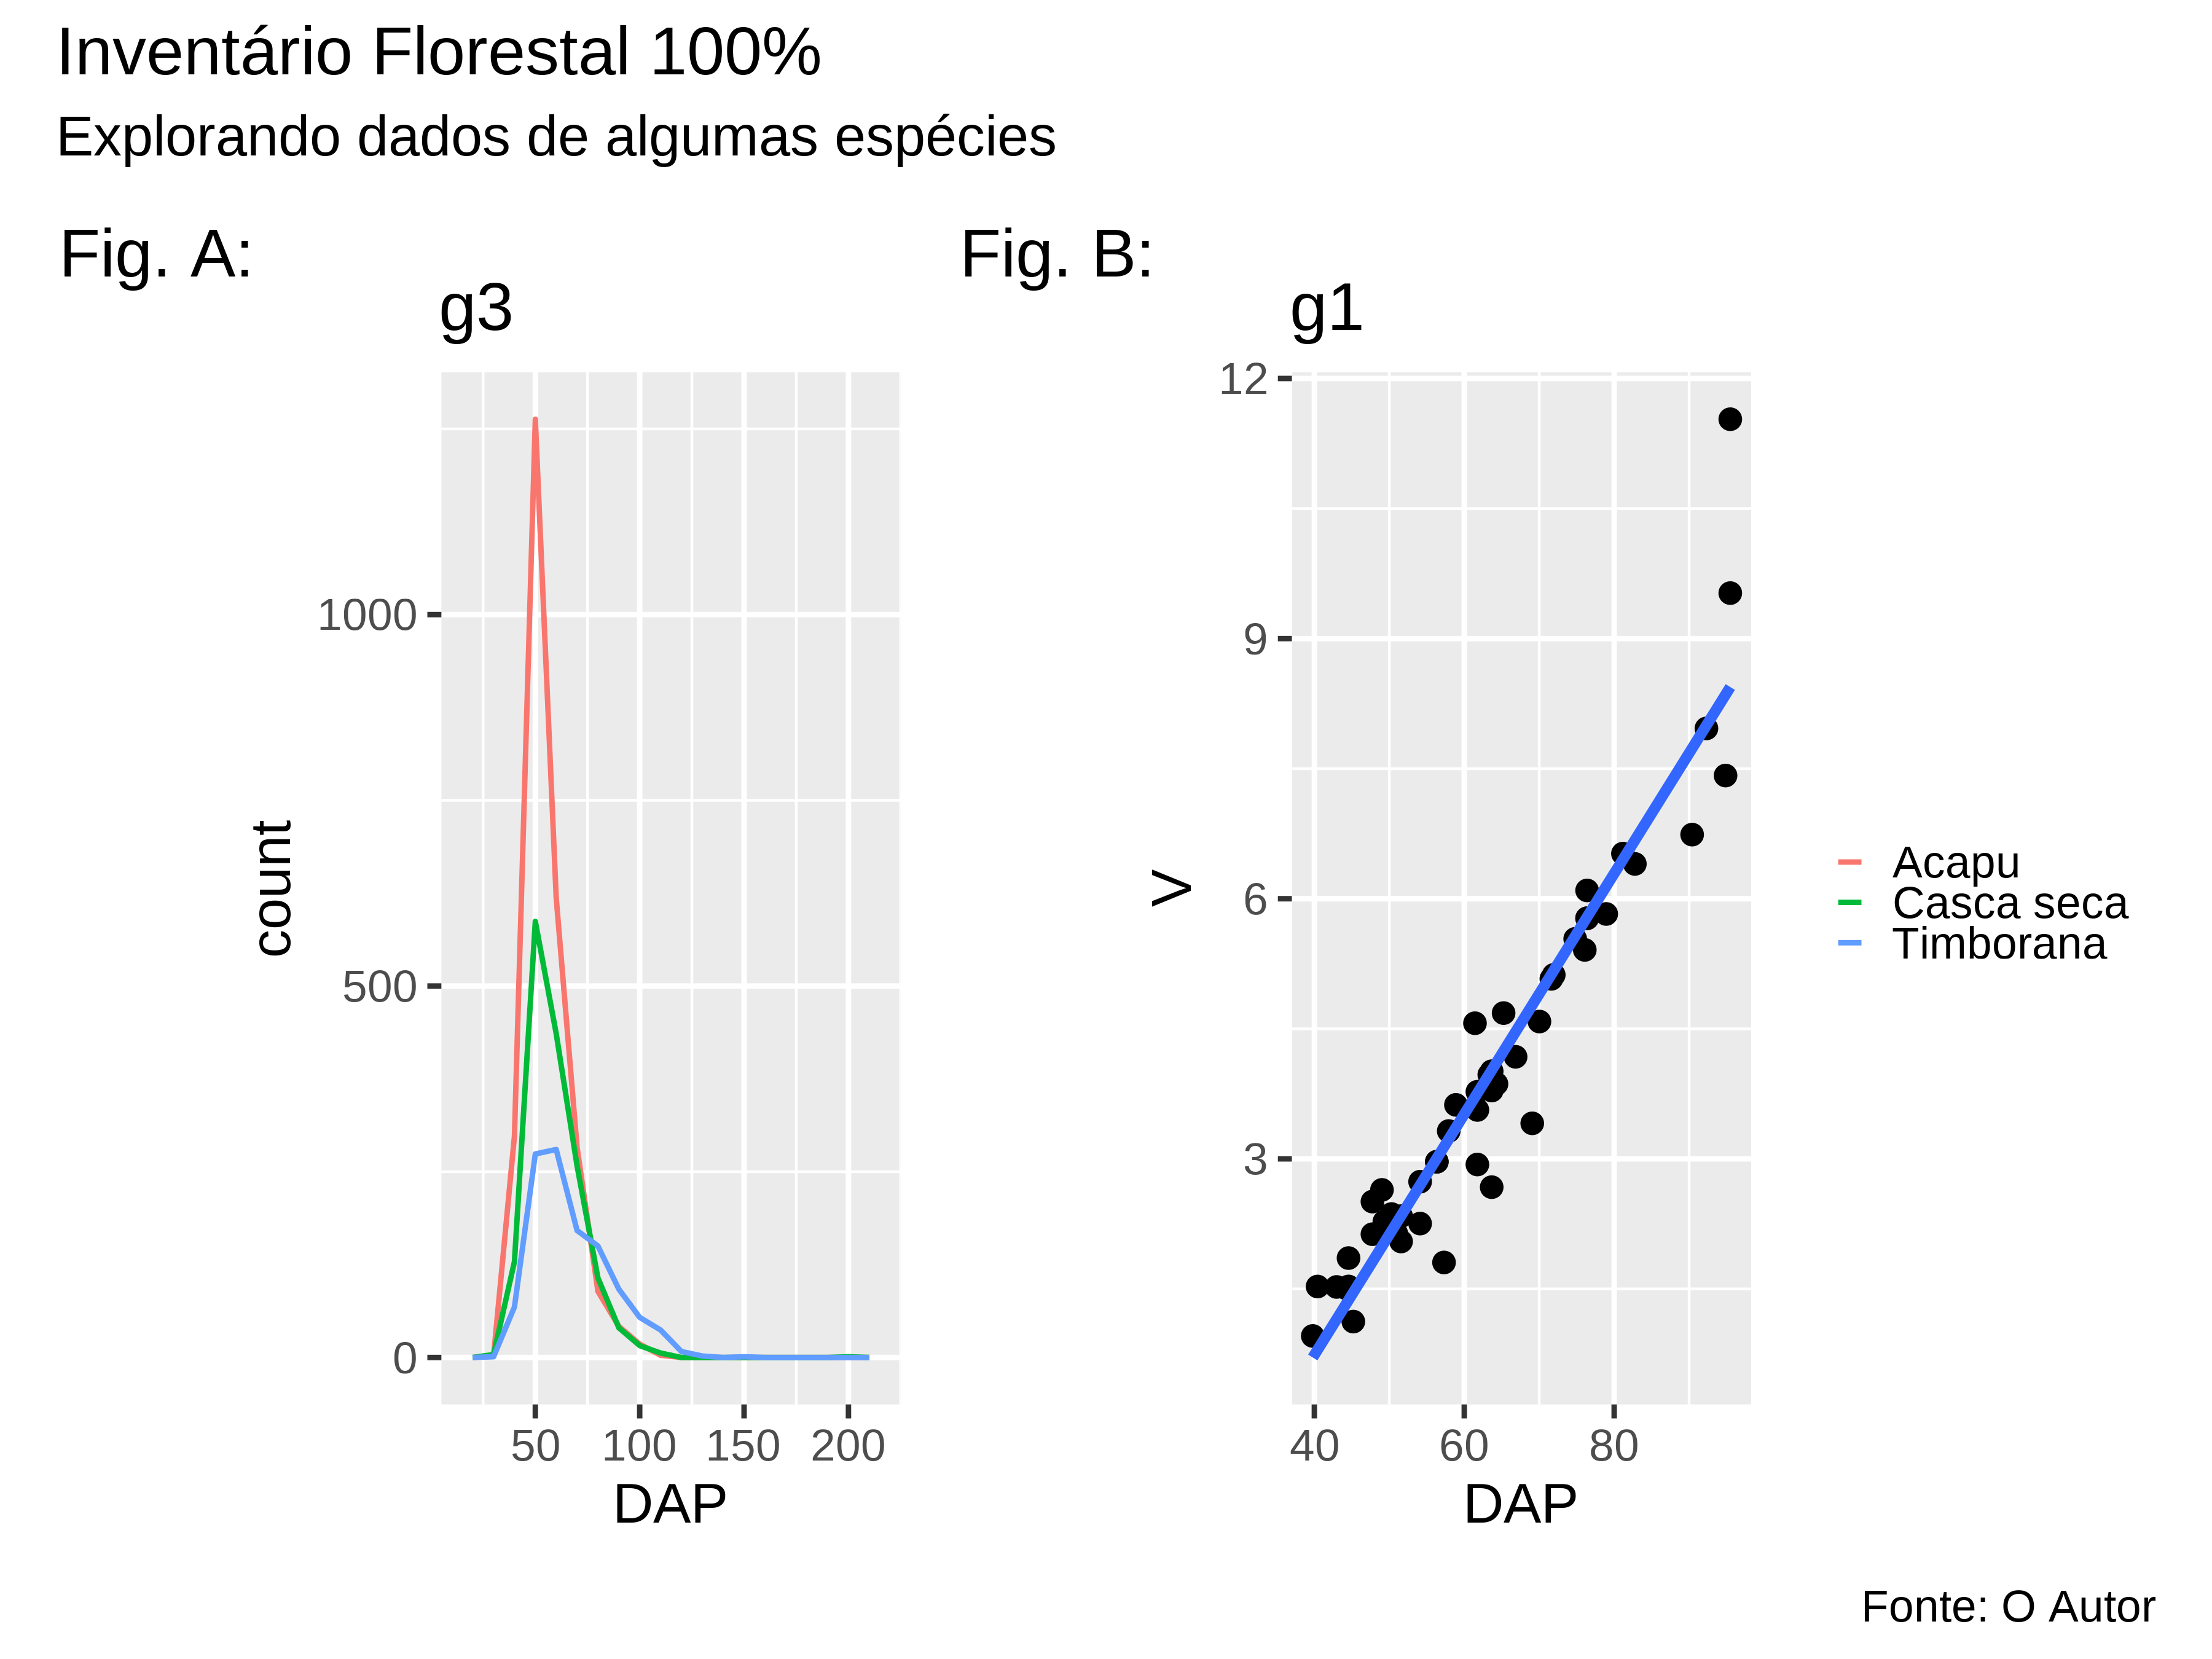 Inventário Florestal 100%
Explorando dados de algumas espécies
Fig. A:
g3
count
1000
500
0
50 100 150 200
DAP
Fig. B:
g1
V
12
9
6
3
40 60 80
DAP
Acapu
Casca seca
Timborana
Fonte: O Autor